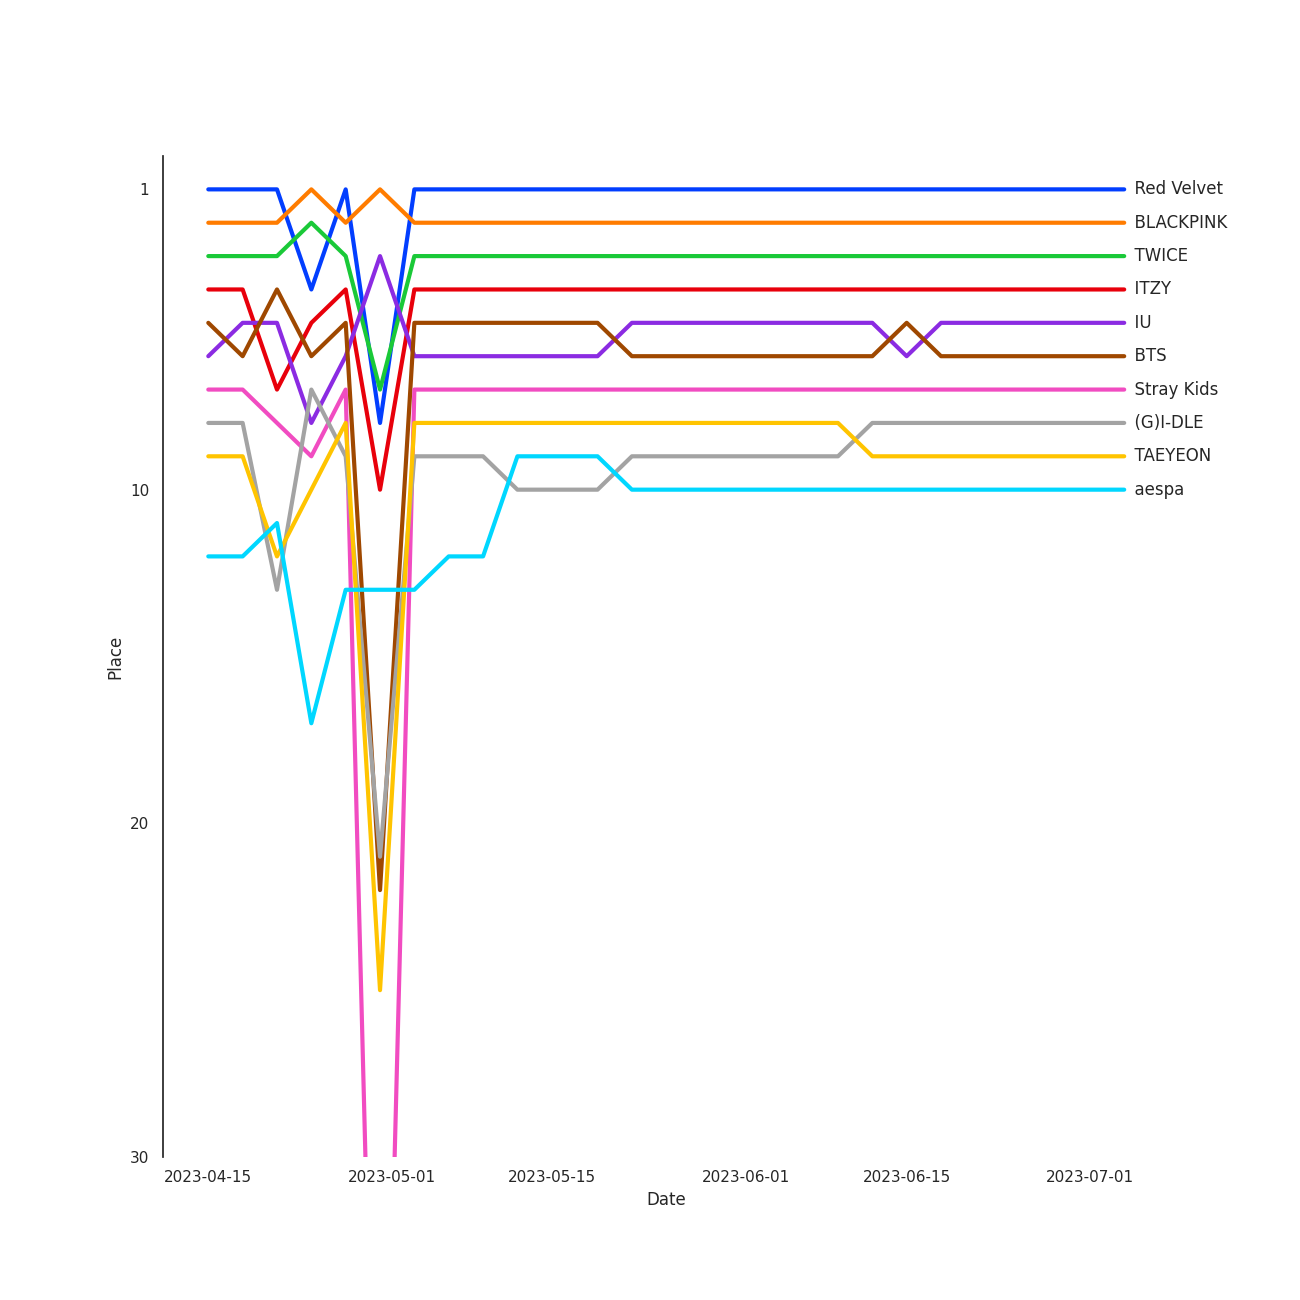 1
10
20
30
Place
2023-04-15
2023-05-01
2023-05-15
2023-06-01
2023-06-15
2023-07-01
Date
Red Velvet
BLACKPINK
TWICE
ITZY
IU
BTS
Stray Kids
(G)I-DLE
TAEYEON
aespa